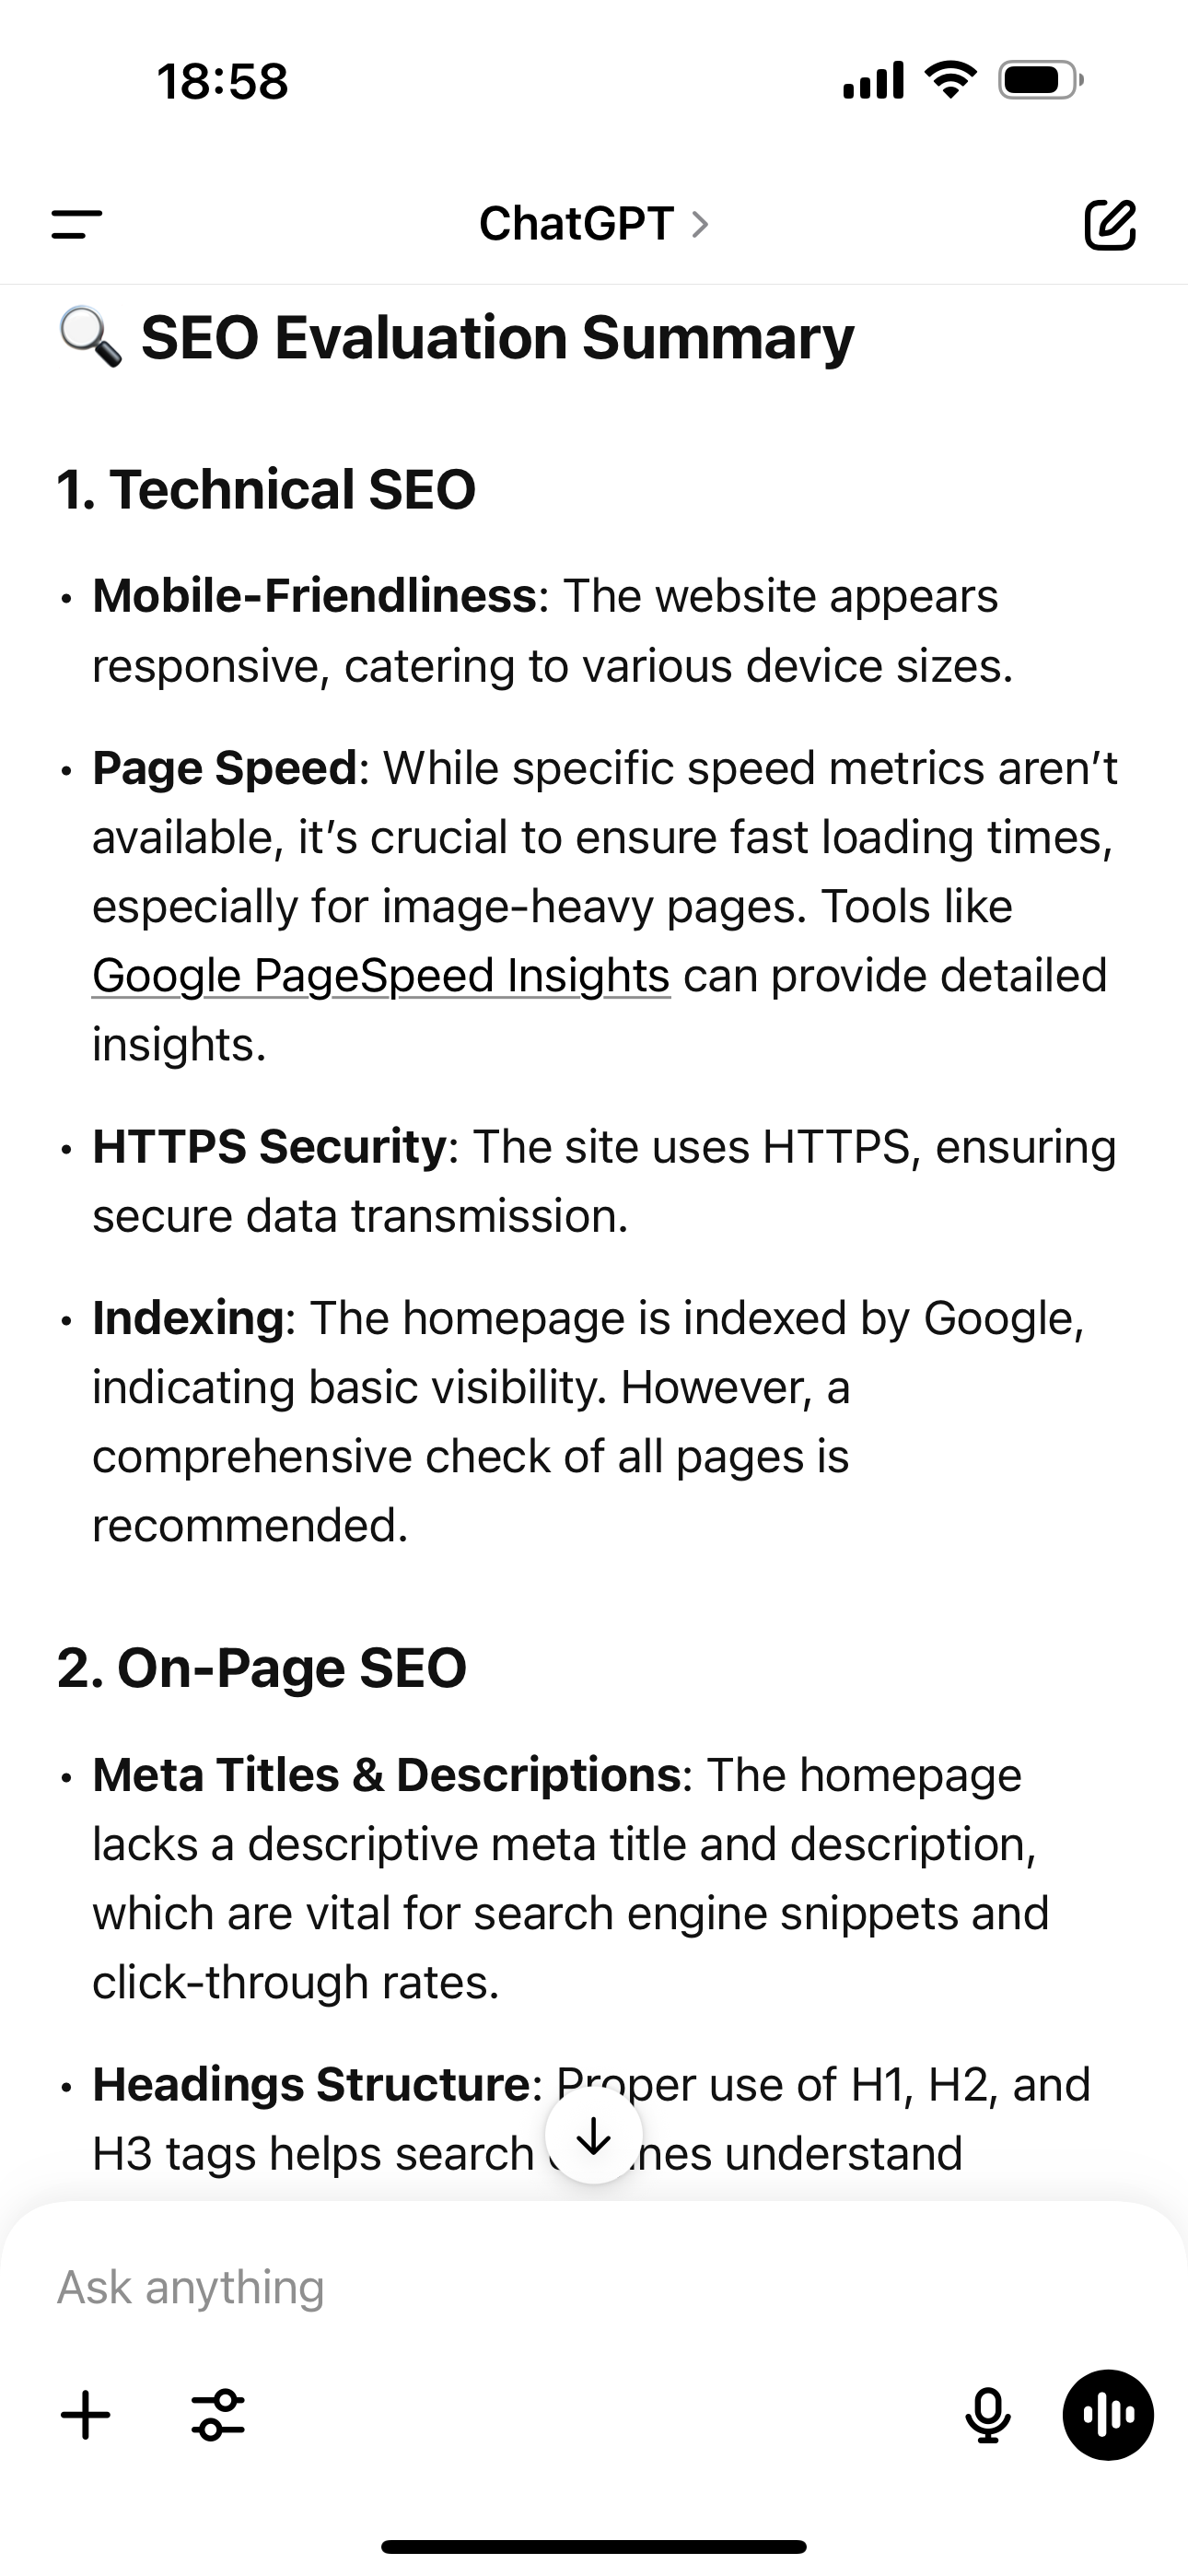 18:58
ChatGPT
🔍 SEO Evaluation Summary
1. Technical SEO
• Mobile-Friendliness: The website appears
responsive, catering to various device sizes.
• Page Speed: While specific speed metrics aren’t
available, it’s crucial to ensure fast loading times,
especially for image-heavy pages. Tools like
Google PageSpeed Insights can provide detailed
insights.
• HTTPS Security: The site uses HTTPS, ensuring
secure data transmission.
• Indexing: The homepage is indexed by Google,
indicating basic visibility. However, a
comprehensive check of all pages is
recommended.
2. On-Page SEO
• Meta Titles & Descriptions: The homepage
lacks a descriptive meta title and description,
which are vital for search engine snippets and
click-through rates.
• Headings Structure: Proper use of H1, H2, and
H3 tags helps search understand
Ask anything